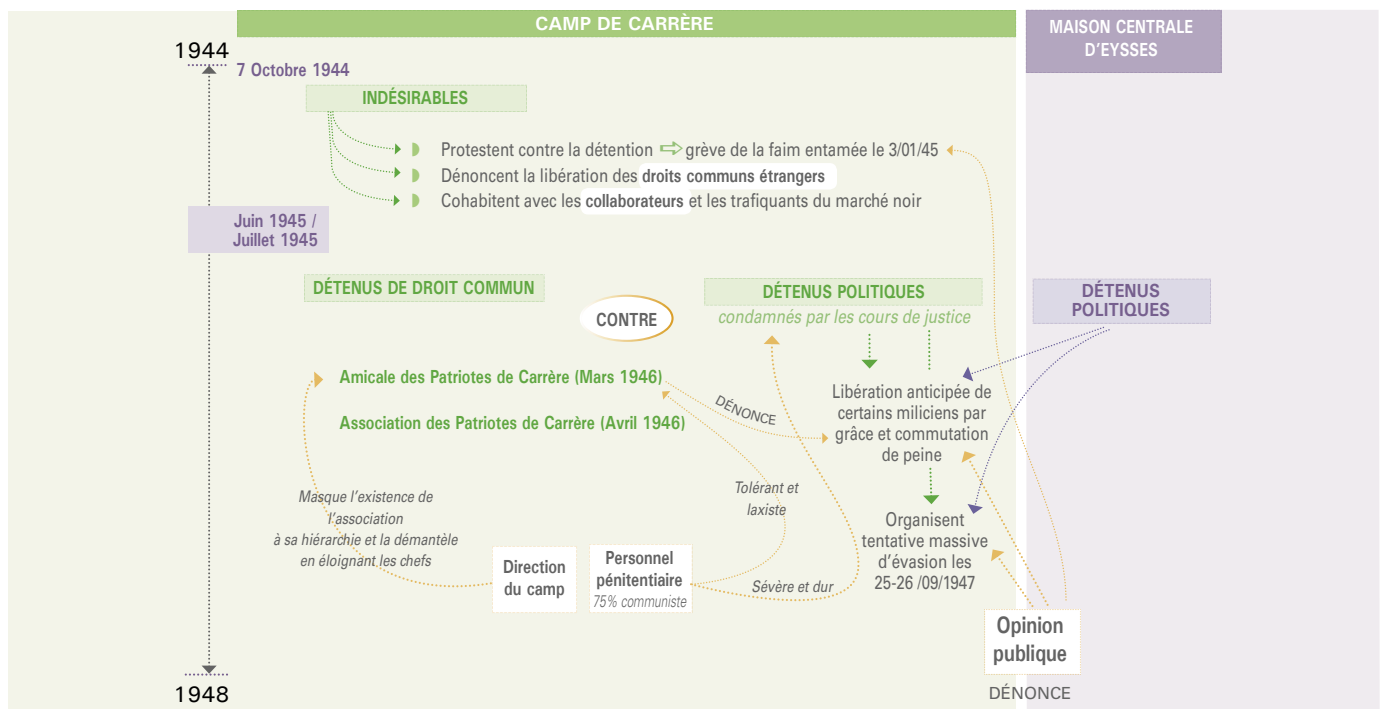 CAMP DE CARRÈRE
MAISON CENTRALE
D'EYSSES
1944
7 Octobre 1944
INDÉSIRABLES
Protestent contre la détention ⇨ grève de la faim entamée le 3/01/45
Dénoncent la libération des droits communs étrangers
Cohabitent avec les collaborateurs et les trafiquants du marché noir
Juin 1945 /
Juillet 1945
DÉTENUS DE DROIT COMMUN
CONTRE
DÉTENUS POLITIQUES
condamnés par les cours de justice
DÉTENUS
POLITIQUES
Amicale des Patriotes de Carrère (Mars 1946)
Association des Patriotes de Carrère (Avril 1946)
DÉNONCE
Libération anticipée de
certains miliciens par
grâce et commutation
de peine
Masque l'existence de
l'association
à sa hiérarchie et la démantèle
en éloignant les chefs
Tolérant et
laxiste
Organisent
tentative massive
d'évasion les
25-26 /09/1947
Direction
du camp
Personnel
pénitentiaire
75% communiste
Sévère et dur
Opinion
publique
DÉNONCE
1948